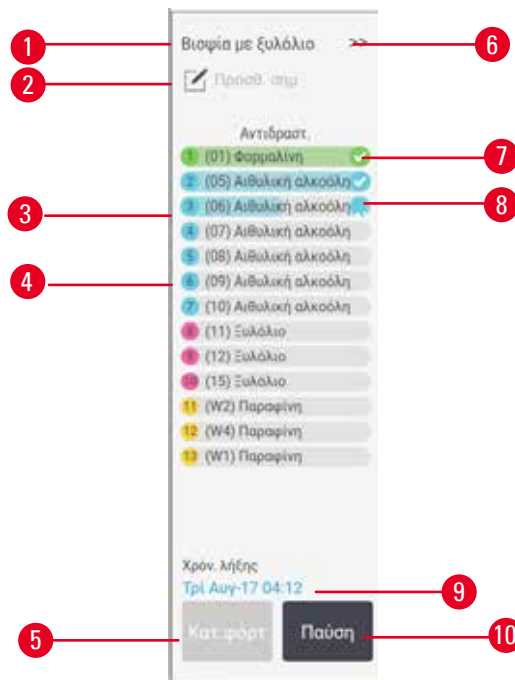 1 Βιοψία με ξυλόλιο >> 6
2 Προσθ. σημ
Αντιδραστ.
1 (01) Φορμαλίνη 7
2 (05) Αιθυλική αλκοόλη
3 3 (06) Αιθυλική αλκοόλη 8
4 (07) Αιθυλική αλκοόλη
5 (08) Αιθυλική αλκοόλη
4 6 (09) Αιθυλική αλκοόλη
7 (10) Αιθυλική αλκοόλη
8 (11) Ξυλόλιο
9 (12) Ξυλόλιο
10 (15) Ξυλόλιο
11 (W2) Παραφίνη
12 (W4) Παραφίνη
13 (W1) Παραφίνη
Χρόν. λήξης
Τρί Αυγ-17 04:12 9
5 Κατ.φόρτ Παύση 10